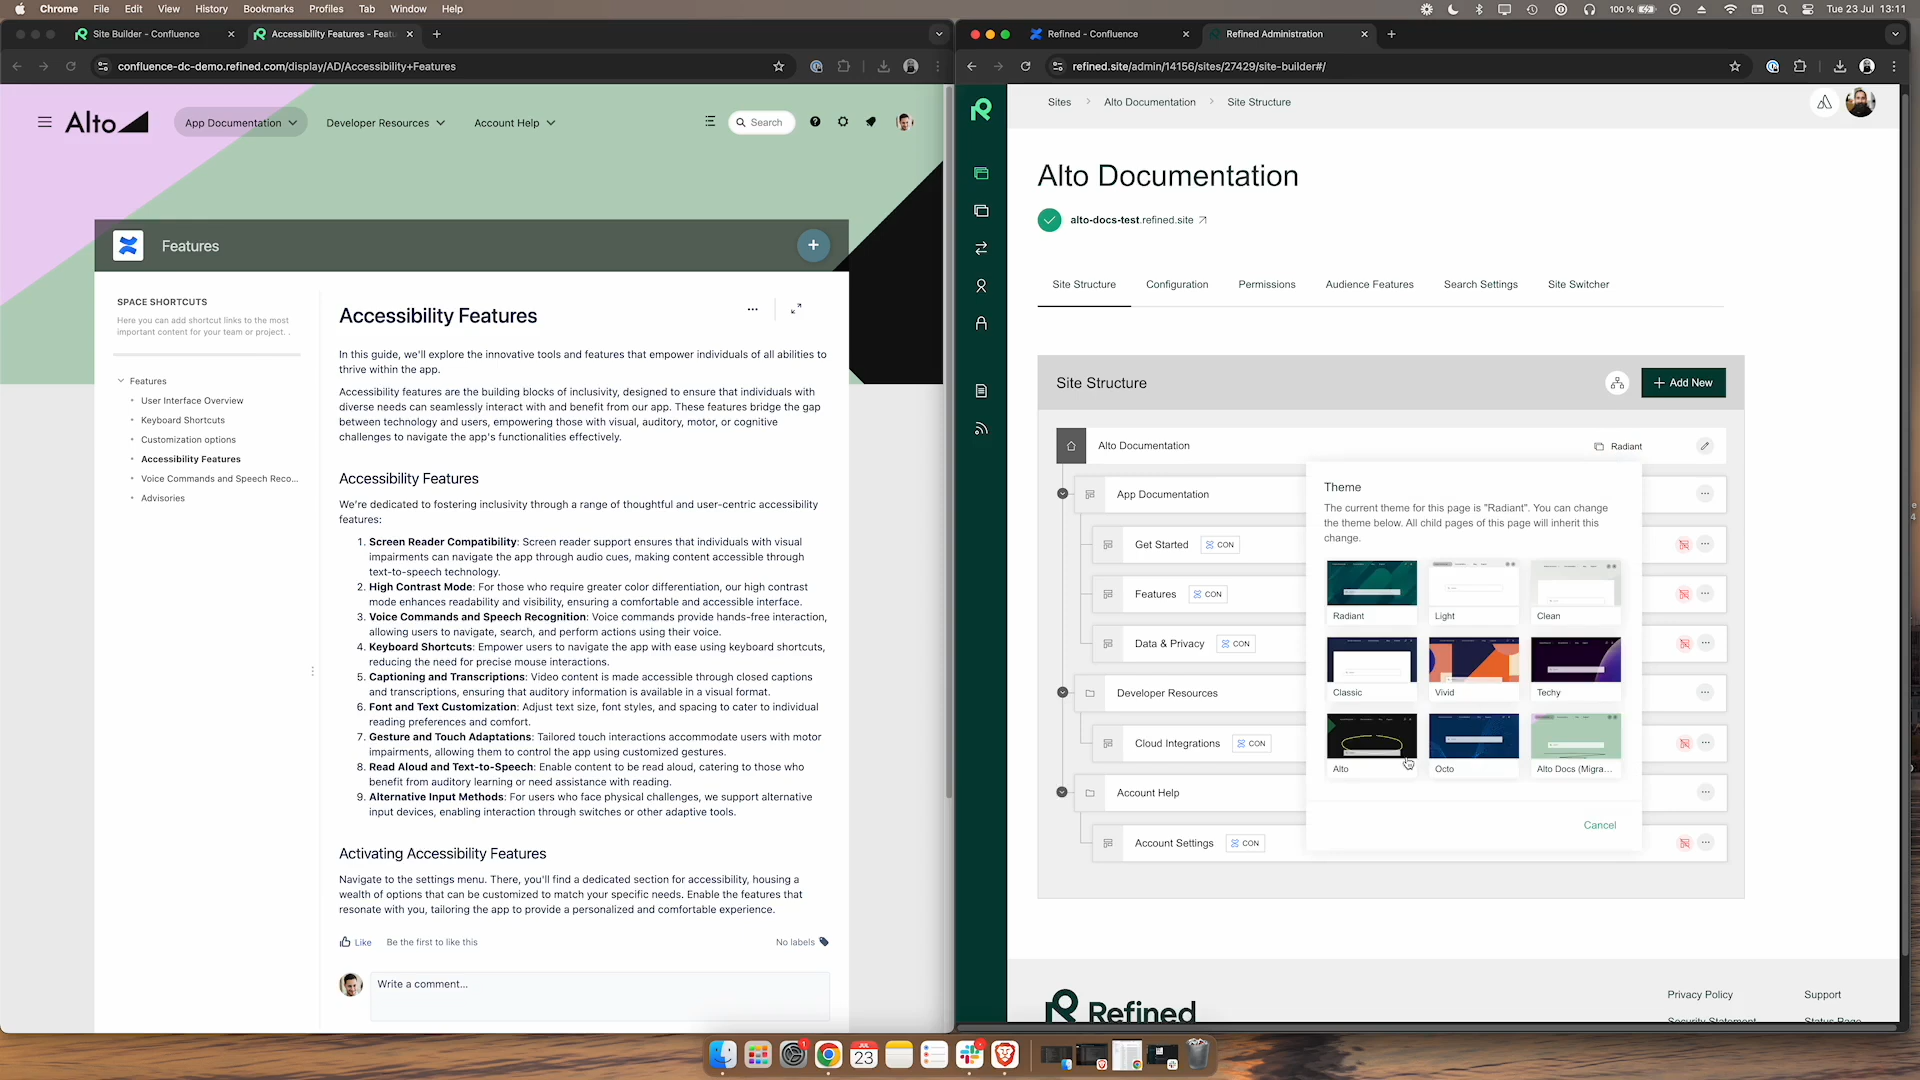 Chrome File Edit View History Bookmarks Profiles Tab Window Help
100 % Tue 23 Jul 13:11
Site Builder - Confluence
Accessibility Features - Featu
confluence-dc-demo.refined.com/display/AD/Accessibility+Features
Alto
App Documentation
Developer Resources
Account Help
Search
Features
SPACE SHORTCUTS
Here you can add shortcut links to the most
important content for your team or project. .
Features
User Interface Overview
Keyboard Shortcuts
Customization options
Accessibility Features
Voice Commands and Speech Reco...
Advisories
Accessibility Features
In this guide, we'll explore the innovative tools and features that empower individuals of all abilities to
thrive within the app.
Accessibility features are the building blocks of inclusivity, designed to ensure that individuals with
diverse needs can seamlessly interact with and benefit from our app. These features bridge the gap
between technology and users, empowering those with visual, auditory, motor, or cognitive
challenges to navigate the app's functionalities effectively.
Accessibility Features
We're dedicated to fostering inclusivity through a range of thoughtful and user-centric accessibility
features:
1. Screen Reader Compatibility: Screen reader support ensures that individuals with visual
impairments can navigate the app through audio cues, making content accessible through
text-to-speech technology.
2. High Contrast Mode: For those who require greater color differentiation, our high contrast
mode enhances readability and visibility, ensuring a comfortable and accessible interface.
3. Voice Commands and Speech Recognition: Voice commands provide hands-free interaction,
allowing users to navigate, search, and perform actions using their voice.
4. Keyboard Shortcuts: Empower users to navigate the app with ease using keyboard shortcuts,
reducing the need for precise mouse interactions.
5. Captioning and Transcriptions: Video content is made accessible through closed captions
and transcriptions, ensuring that auditory information is available in a visual format.
6. Font and Text Customization: Adjust text size, font styles, and spacing to cater to individual
reading preferences and comfort.
7. Gesture and Touch Adaptations: Tailored touch interactions accommodate users with motor
impairments, allowing them to control the app using customized gestures.
8. Read Aloud and Text-to-Speech: Enable content to be read aloud, catering to those who
benefit from auditory learning or need assistance with reading.
9. Alternative Input Methods: For users who face physical challenges, we support alternative
input devices, enabling interaction through switches or other adaptive tools.
Activating Accessibility Features
Navigate to the settings menu. There, you'll find a dedicated section for accessibility, housing a
wealth of options that can be customized to match your specific needs. Enable the features that
resonate with you, tailoring the app to provide a personalized and comfortable experience.
Like
Be the first to like this
No labels
Write a comment...
Refined - Confluence
Refined Administration
refined.site/admin/14156/sites/27429/site-builder#/
Sites
Alto Documentation
Site Structure
Alto Documentation
alto-docs-test.refined.site
Site Structure
Configuration
Permissions
Audience Features
Search Settings
Site Switcher
Site Structure
Add New
Alto Documentation
Radiant
App Documentation
Get Started CON
Features CON
Data & Privacy CON
Developer Resources
Cloud Integrations CON
Account Help
Account Settings CON
Theme
The current theme for this page is "Radiant". You can change
the theme below. All child pages of this page will inherit this
change.
Radiant
Light
Clean
Classic
Vivid
Techy
Alto
Octo
Alto Docs (Migra...
Cancel
Refined
Privacy Policy
Support
Security Statement
Status Page
JUL
23
1